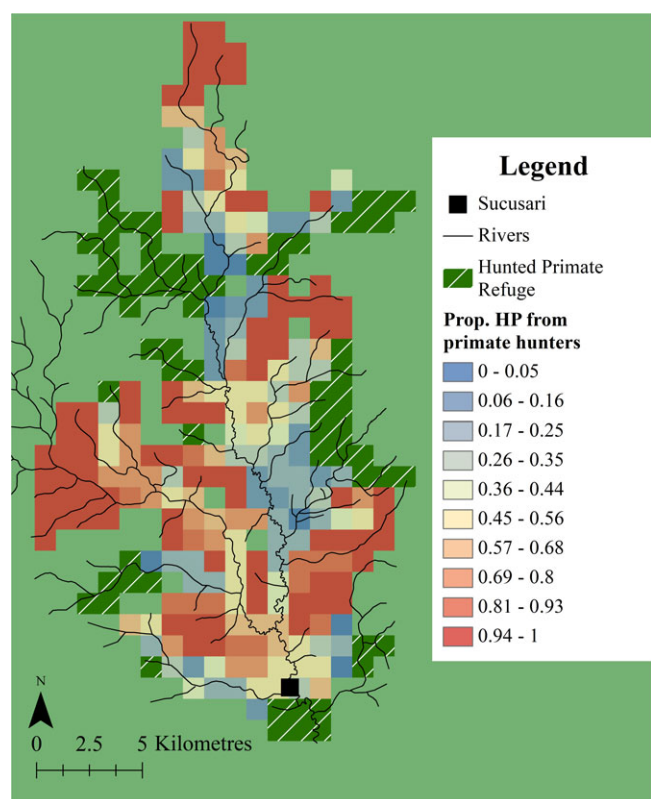 Legend
Sucusari
Rivers
Hunted Primate
Refuge
Prop. HP from
primate hunters
0 - 0.05
0.06 - 0.16
0.17 - 0.25
0.26 - 0.35
0.36 - 0.44
0.45 - 0.56
0.57 - 0.68
0.69 - 0.8
0.81 - 0.93
0.94 - 1
N
0 2.5 5 Kilometres